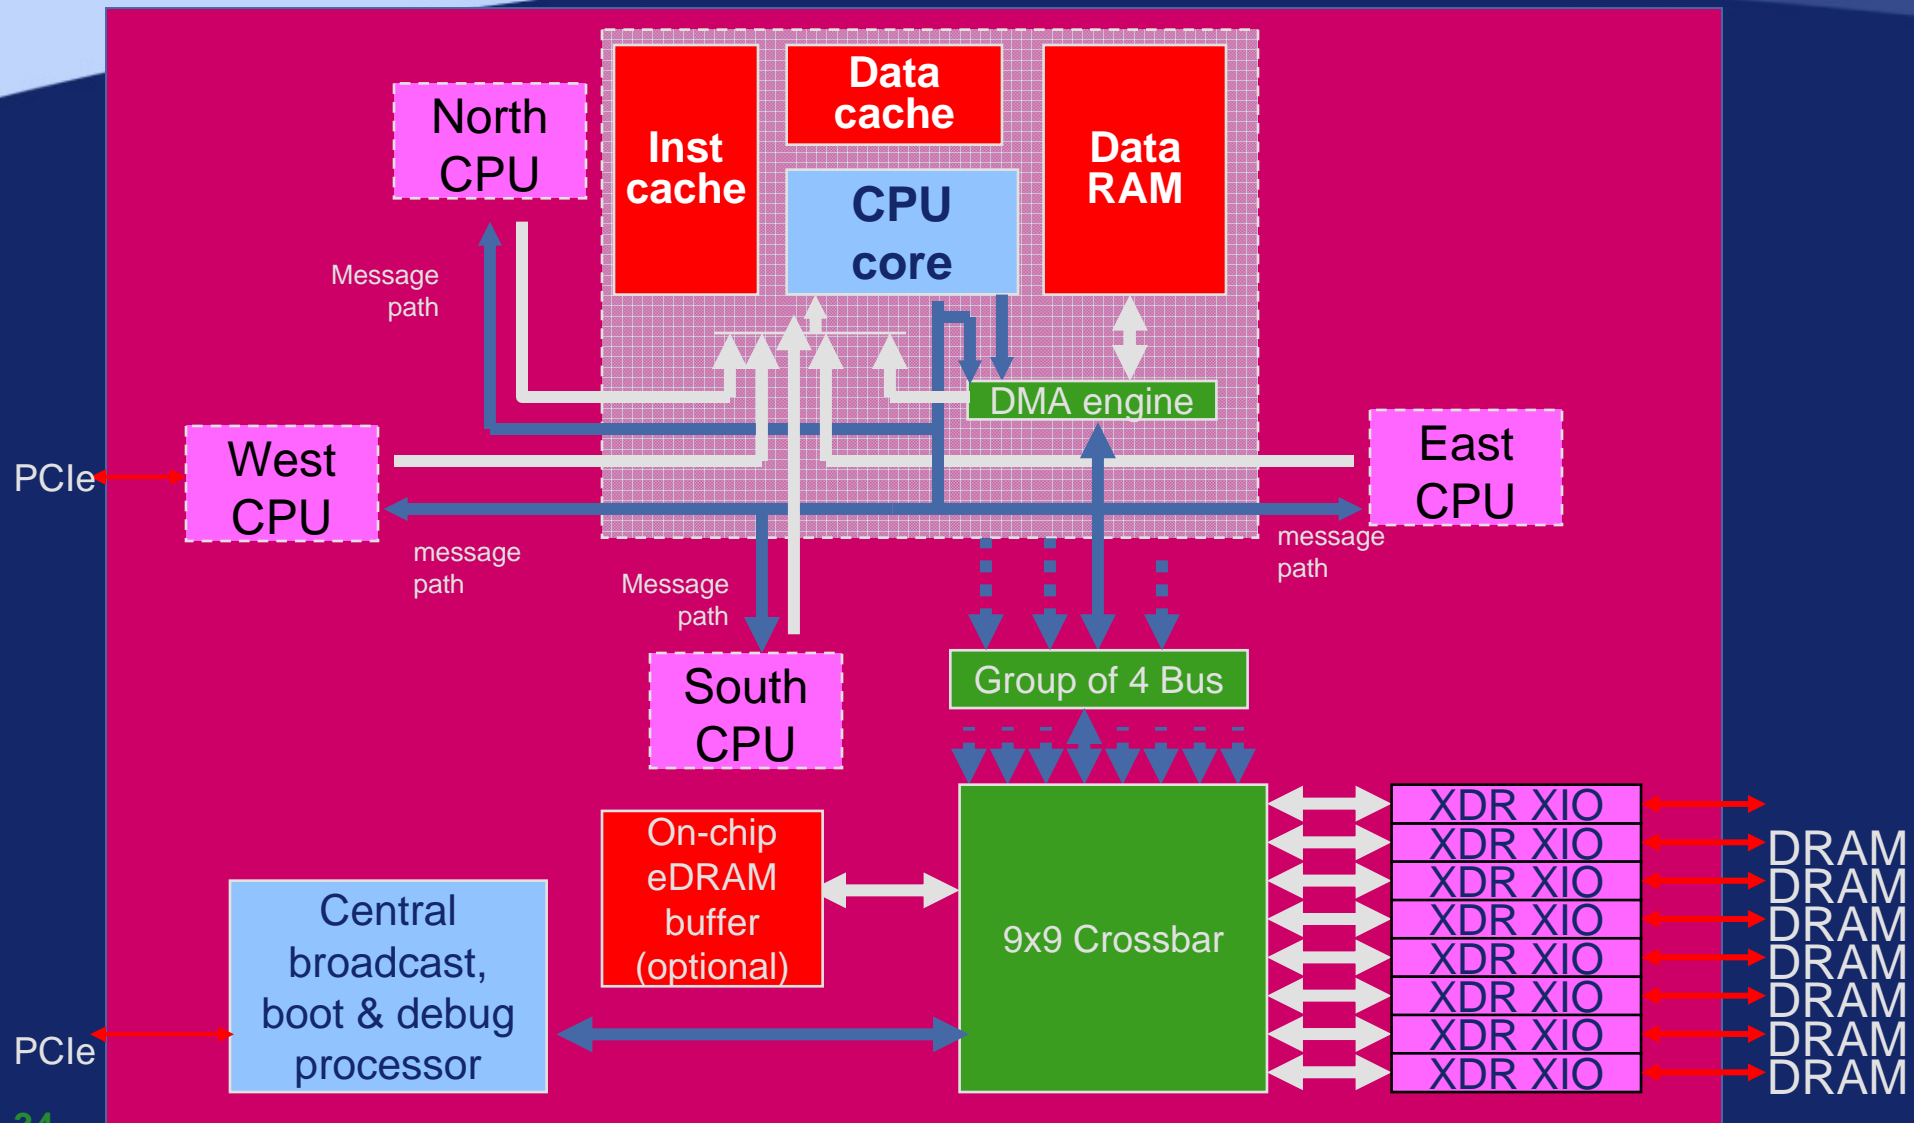 North
CPU
Inst
cache
Data
cache
CPU
core
Data
RAM
Message
path
DMA engine
PCIe
West
CPU
East
CPU
message
path
Message
path
message
path
South
CPU
Group of 4 Bus
On-chip
eDRAM
buffer
(optional)
9x9 Crossbar
XDR XIO
XDR XIO
XDR XIO
XDR XIO
XDR XIO
XDR XIO
XDR XIO
XDR XIO
DRAM
DRAM
DRAM
DRAM
DRAM
DRAM
DRAM
PCIe
Central
broadcast,
boot & debug
processor